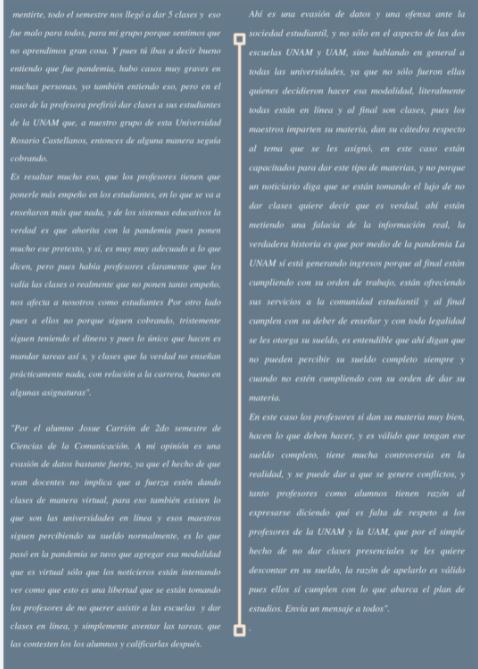 mentirte, todo el semestre nos llegó a dar 5 clases y eso
fue malo para todos, para mi grupo porque sentimos que
no aprendimos gran cosa. Y pues tú ibas a decir bueno
entiendo que fue pandemia, hubo casos muy graves en
muchas personas, yo también entiendo eso, pero en el
caso de la profesora prefirió dar clases a sus estudiantes
de la UNAM que, a nuestro grupo de esta Universidad
Rosario Castellanos, entonces de alguna manera seguía
cobrando.
Es resaltar mucho eso, que los profesores tienen que
ponerle más empeño en los estudiantes, en lo que se va a
enseñaron más que nada, y de los sistemas educativos la
verdad es que ahorita con la pandemia pues ponen
mucho ese pretexto, y sí, es muy muy adecuado a lo que
dicen, pero pues había profesores claramente que les
valía las clases o realmente que no ponen tanto empeño,
nos afecta a nosotros como estudiantes Por otro lado
pues a ellos no porque siguen cobrando, tristemente
siguen teniendo el dinero y pues lo único que hacen es
mandar tareas así x, y clases que la verdad no enseñan
prácticamente nada, con relación a la carrera, bueno en
algunas asignaturas".
"Por el alumno Josue Carrión de 2do semestre de
Ciencias de la Comunicación. A mi opinión es una
evasión de datos bastante fuerte, ya que el hecho de que
sean docentes no implica que a fuerza estén dando
clases de manera virtual, para eso también existen lo
que son las universidades en línea y esos maestros
siguen percibiendo su sueldo normalmente, es lo que
pasó en la pandemia se tuvo que agregar esa modalidad
que es virtual sólo que los noticieros están intentando
ver como que esto es una libertad que se están tomando
los profesores de no querer asistir a las escuelas y dar
clases en línea, y simplemente aventar las tareas, que
las contesten los los alumnos y calificarlas después.
Ahí es una evasión de datos y una ofensa ante la
sociedad estudiantil, y no sólo en el aspecto de las dos
escuelas UNAM y UAM, sino hablando en general a
todas las universidades, ya que no sólo fueron ellas
quienes decidieron hacer esa modalidad, literalmente
todas están en línea y al final son clases, pues los
maestros imparten su materia, dan su cátedra respecto
al tema que se les asignó, en este caso están
capacitados para dar este tipo de materias, y no porque
un noticiario diga que se están tomando el lujo de no
dar clases quiere decir que es verdad, ahí están
metiendo una falacia de la información real, la
verdadera historia es que por medio de la pandemia La
UNAM sí está generando ingresos porque al final están
cumpliendo con su orden de trabajo, están ofreciendo
sus servicios a la comunidad estudiantil y al final
cumplen con su deber de enseñar y con toda legalidad
se les otorga su sueldo, es entendible que ahí digan que
no pueden percibir su sueldo completo siempre y
cuando no estén cumpliendo con su orden de dar su
materia.
En este caso los profesores si dan su materia muy bien,
hacen lo que deben hacer, y es válido que tengan ese
sueldo completo, tiene mucha controversia en la
realidad, y se puede dar a que se genere conflictos, y
tanto profesores como alumnos tienen razón al
expresarse diciendo qué es falta de respeto a los
profesores de la UNAM y la UAM, que por el simple
hecho de no dar clases presenciales se les quiere
descontar en su sueldo, la razón de apelarlo es válido
pues ellos sí cumplen con lo que abarca el plan de
estudios. Envía un mensaje a todos".